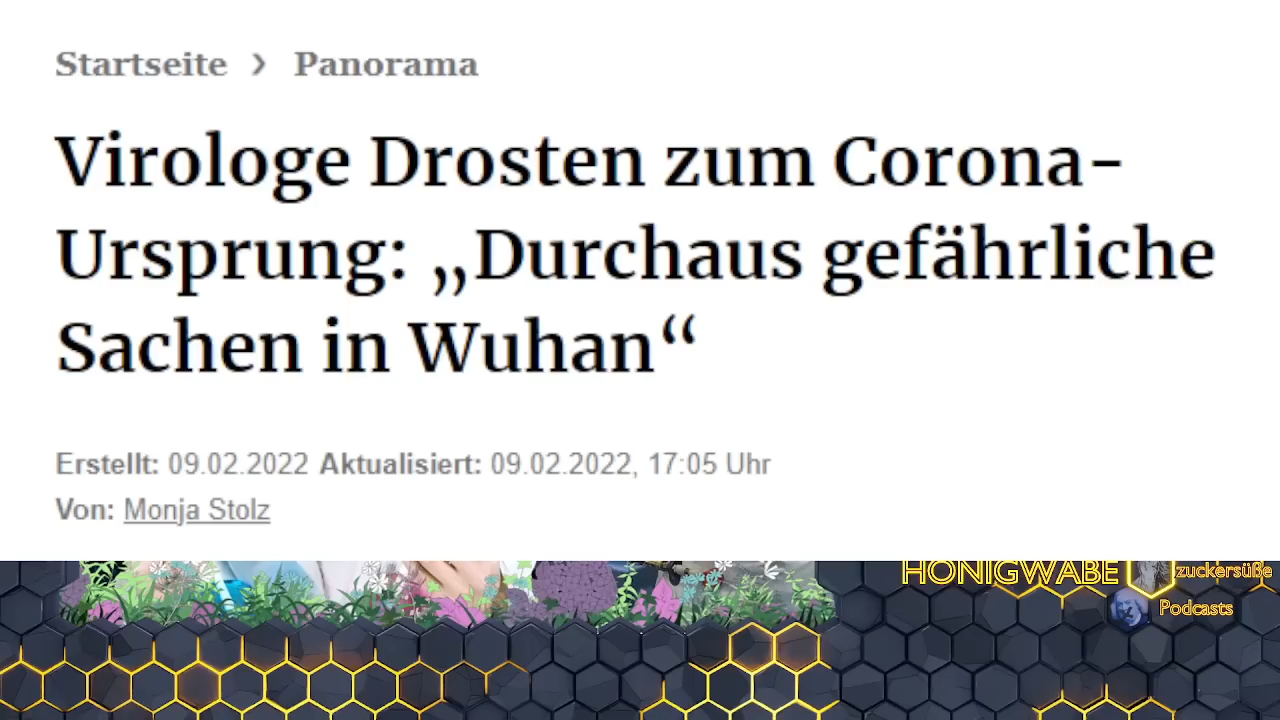 Startseite › Panorama
Virologe Drosten zum Corona-
Ursprung: „Durchaus gefährliche
Sachen in Wuhan“
Erstellt: 09.02.2022 Aktualisiert: 09.02.2022, 17:05 Uhr
Von: Monja Stolz
HONIGWABE zuckersüße
Podcasts